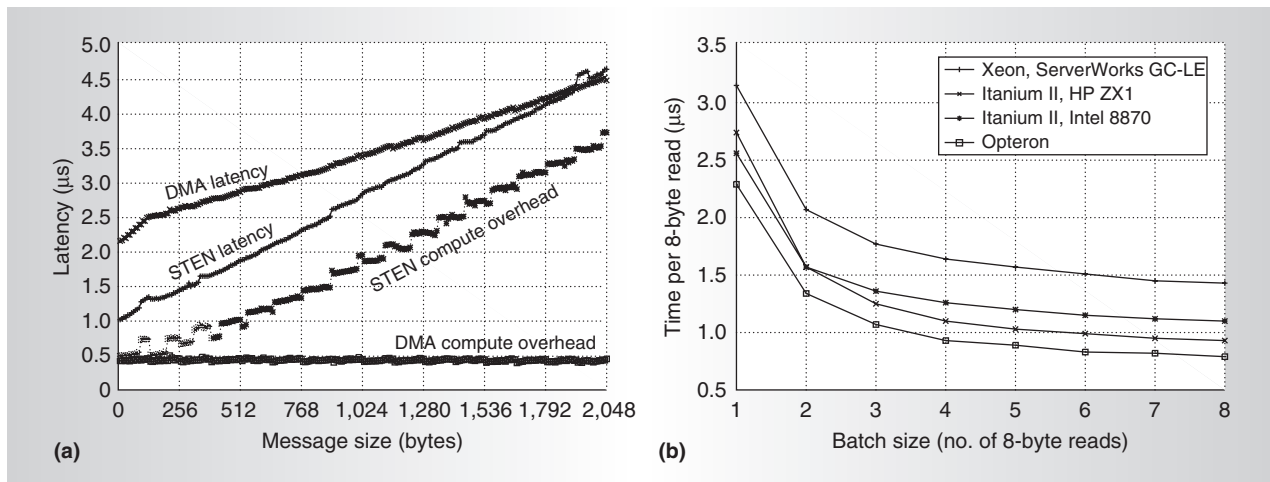 5.0
4.5
4.0
3.5
3.0
2.5
2.0
1.5
1.0
0.5
0
Latency (μs)
DMA latency
STEN latency
STEN compute overhead
DMA compute overhead
0 256 512 768 1,024 1,280 1,536 1,792 2,048
Message size (bytes)
(a)
3.5
3.0
2.5
2.0
1.5
1.0
0.5
Time per 8-byte read (μs)
Xeon, ServerWorks GC-LE
Itanium II, HP ZX1
Itanium II, Intel 8870
Opteron
1 2 3 4 5 6 7 8
Batch size (no. of 8-byte reads)
(b)